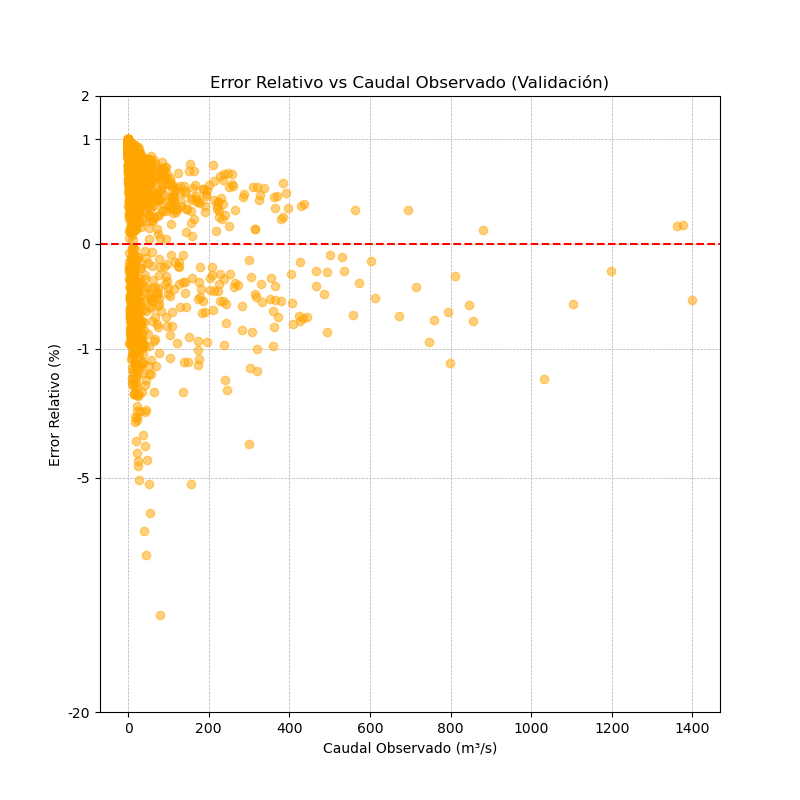 Error Relativo vs Caudal Observado (Validación)
2
1
0
-1
-5
-20
Error Relativo (%)
0 200 400 600 800 1000 1200 1400
Caudal Observado (m³/s)